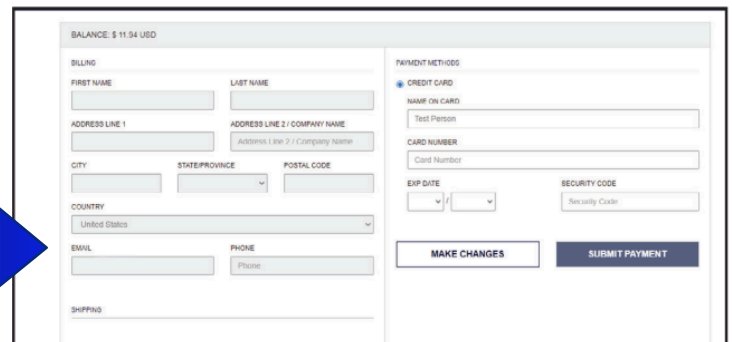 BALANCE: $ 11.94 USD
BILLING
FIRST NAME LAST NAME
ADDRESS LINE 1 ADDRESS LINE 2 / COMPANY NAME
Address Line 2 / Company Name
CITY STATE/PROVINCE POSTAL CODE
COUNTRY
United States
EMAIL PHONE
Phone
SHIPPING
PAYMENT METHODS
CREDIT CARD
NAME ON CARD
Test Person
CARD NUMBER
Card Number
EXP DATE SECURITY CODE
/ Security Code
MAKE CHANGES SUBMIT PAYMENT